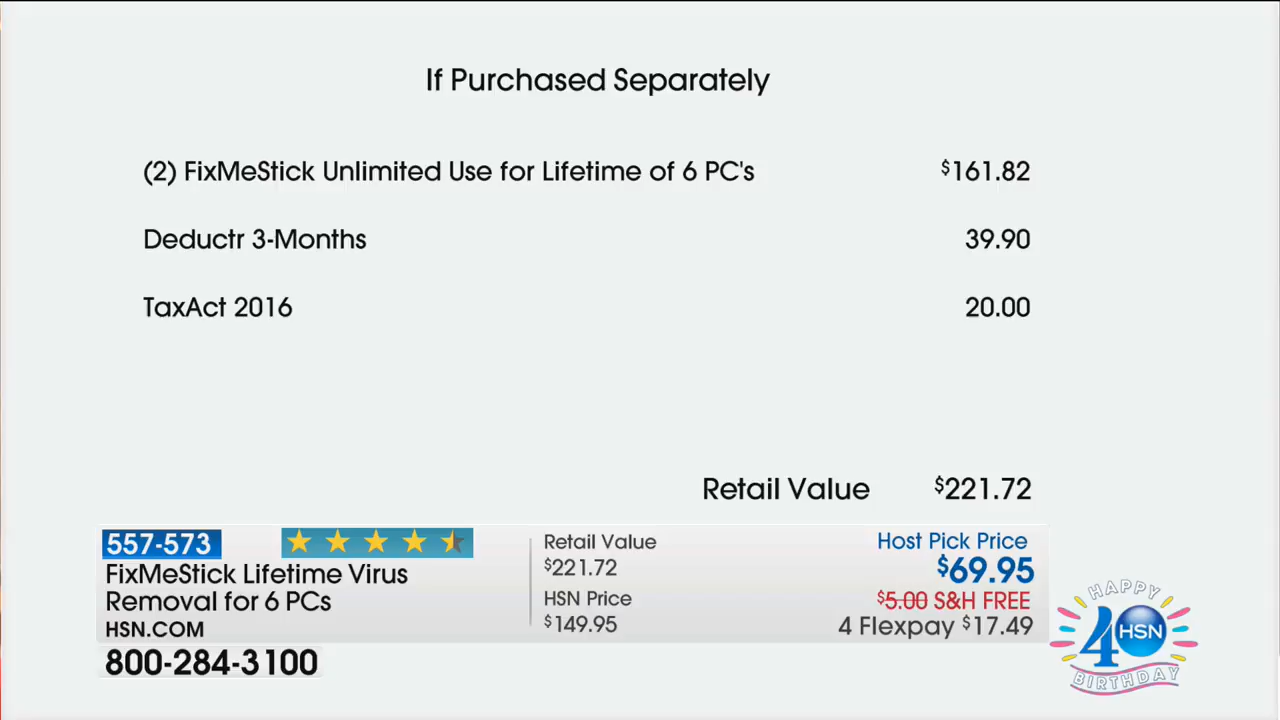 If Purchased Separately
(2) FixMeStick Unlimited Use for Lifetime of 6 PC's $161.82
Deductr 3-Months 39.90
TaxAct 2016 20.00
Retail Value $221.72
557-573
FixMeStick Lifetime Virus
Removal for 6 PCs
HSN.COM
800-284-3100
Retail Value
$221.72
HSN Price
$149.95
Host Pick Price
$69.95
$5.00 S&H FREE
4 Flexpay $17.49
HAPPY
40 HSN
BIRTHDAY